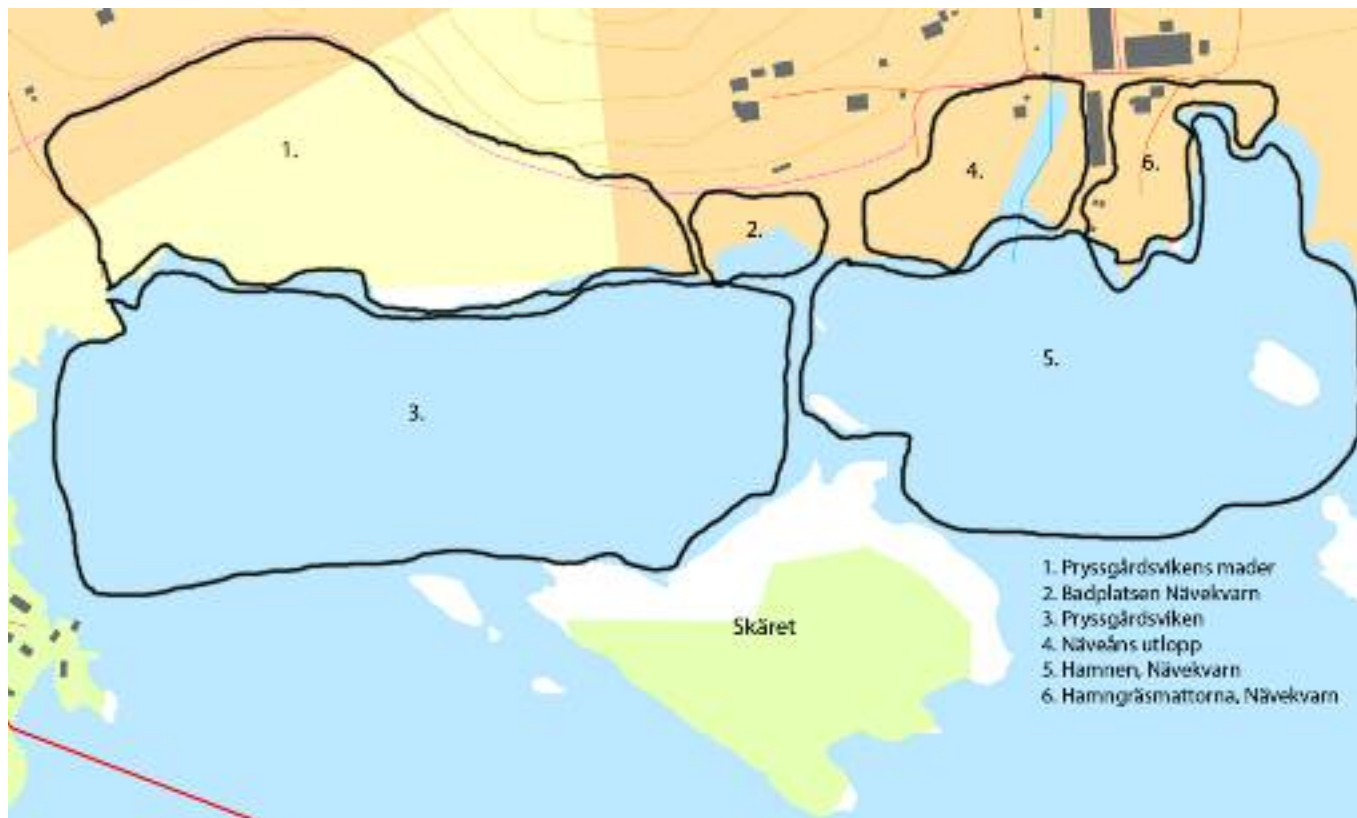 1.
2.
4.
6.
3.
5.
Skäret
1. Pryssgårdsvikens mader
2. Badplatsen Nävekvarn
3. Pryssgårdsviken
4. Näveåns utlopp
5. Hamnen, Nävekvarn
6. Hamngräsmattorna, Nävekvarn